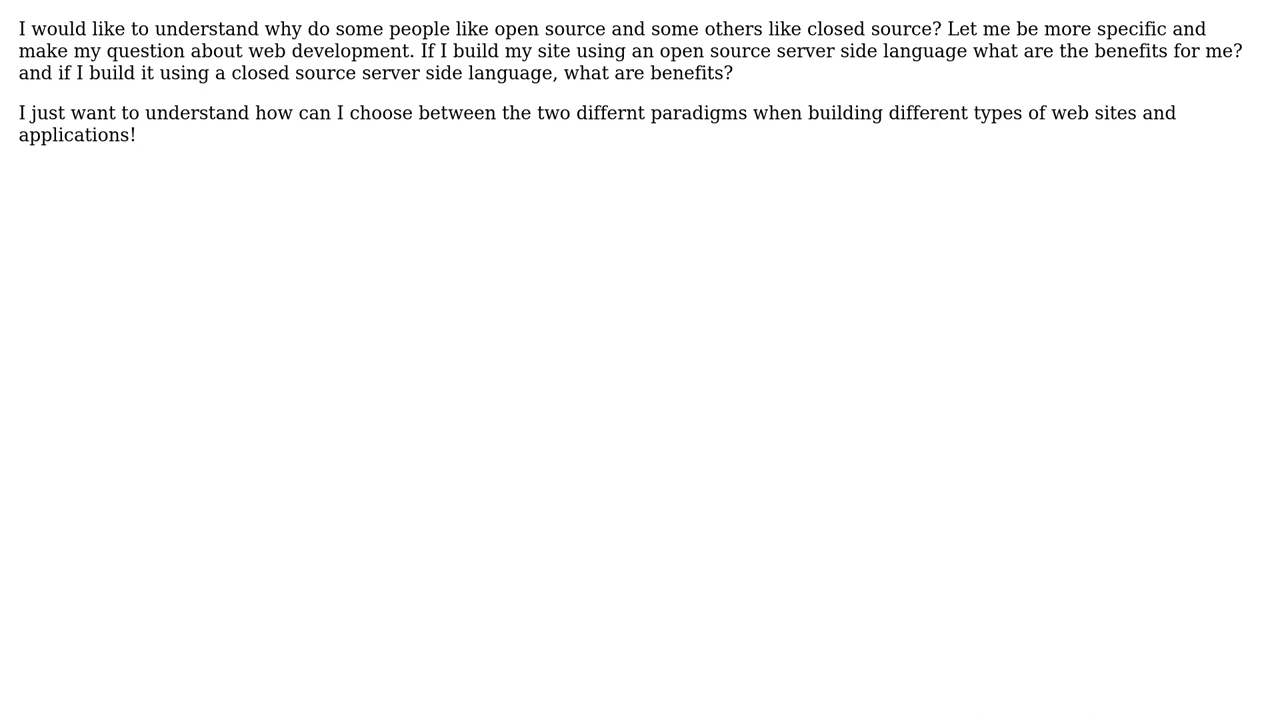 I would like to understand why do some people like open source and some others like closed source? Let me be more specific and
make my question about web development. If I build my site using an open source server side language what are the benefits for me?
and if I build it using a closed source server side language, what are benefits?
I just want to understand how can I choose between the two differnt paradigms when building different types of web sites and
applications!